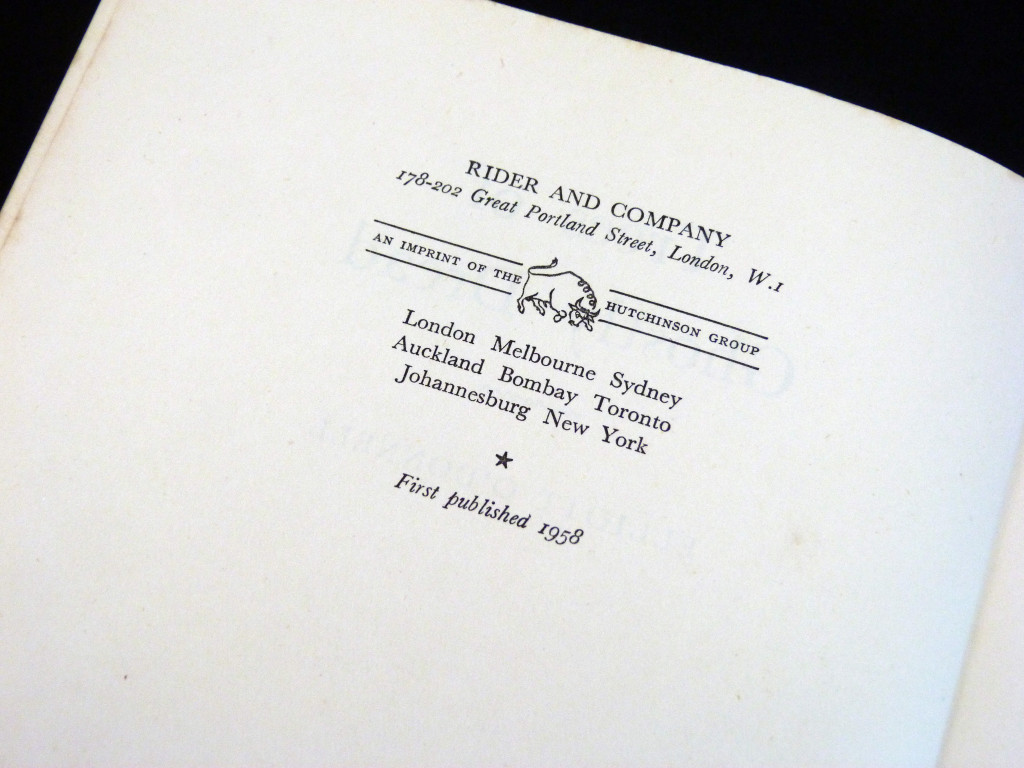 RIDER AND COMPANY
178-202 Great Portland Street, London, W.1
AN IMPRINT OF THE HUTCHINSON GROUP
London Melbourne Sydney
Auckland Bombay Toronto
Johannesburg New York
First published 1958